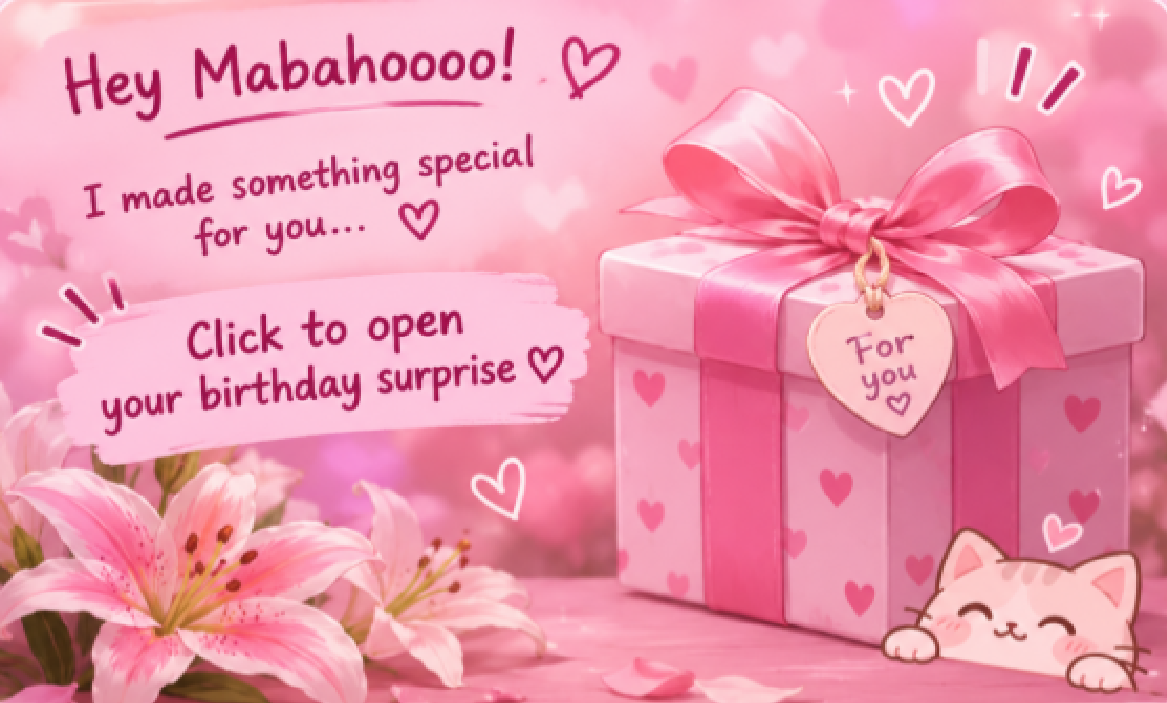 Hey Mabahoooo!
I made something special
for you...
Click to open
your birthday surprise
For
you